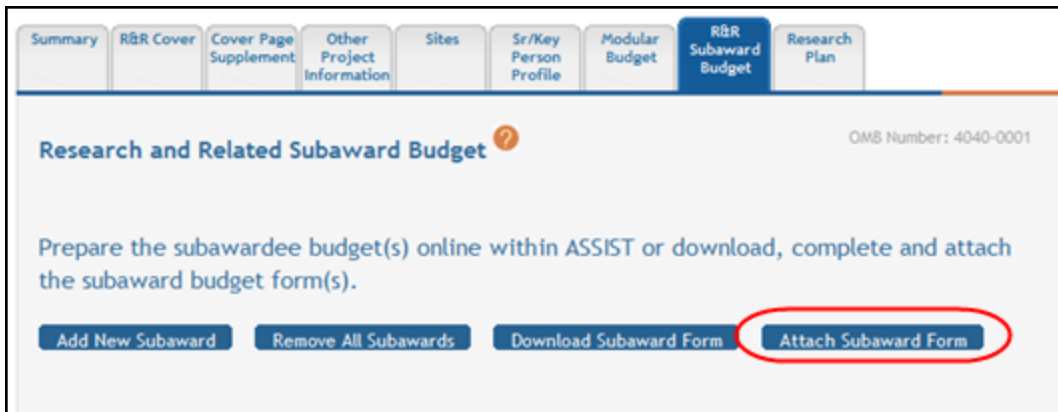 Summary
R&R Cover
Cover Page
Supplement
Other
Project
Information
Sites
Sr/Key
Person
Profile
Modular
Budget
R&R
Subaward
Budget
Research
Plan
Research and Related Subaward Budget ?
OMB Number: 4040-0001
Prepare the subawardee budget(s) online within ASSIST or download, complete and attach
the subaward budget form(s).
Add New Subaward
Remove All Subawards
Download Subaward Form
Attach Subaward Form